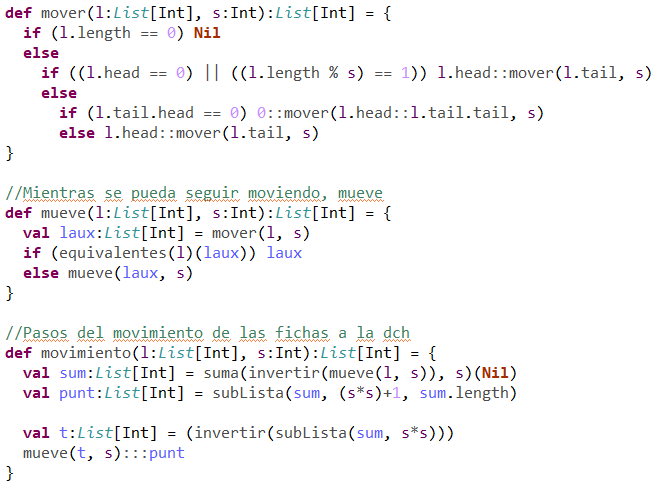 def mover(l:List[Int], s:Int):List[Int] = {
  if (l.length == 0) Nil
  else
    if ((l.head == 0) || ((l.length % s) == 1)) l.head::mover(l.tail, s)
    else
      if (l.tail.head == 0) 0::mover(l.head::l.tail.tail, s)
      else l.head::mover(l.tail, s)
}
//Mientras se pueda seguir moviendo, mueve
def mueve(l:List[Int], s:Int):List[Int] = {
  val laux:List[Int] = mover(l, s)
  if (equivalentes(l)(laux)) laux
  else mueve(laux, s)
}
//Pasos del movimiento de las fichas a la dch
def movimiento(l:List[Int], s:Int):List[Int] = {
  val sum:List[Int] = suma(invertir(mueve(l, s)), s)(Nil)
  val punt:List[Int] = subLista(sum, (s*s)+1, sum.length)
  val t:List[Int] = (invertir(subLista(sum, s*s)))
  mueve(t, s):::punt
}